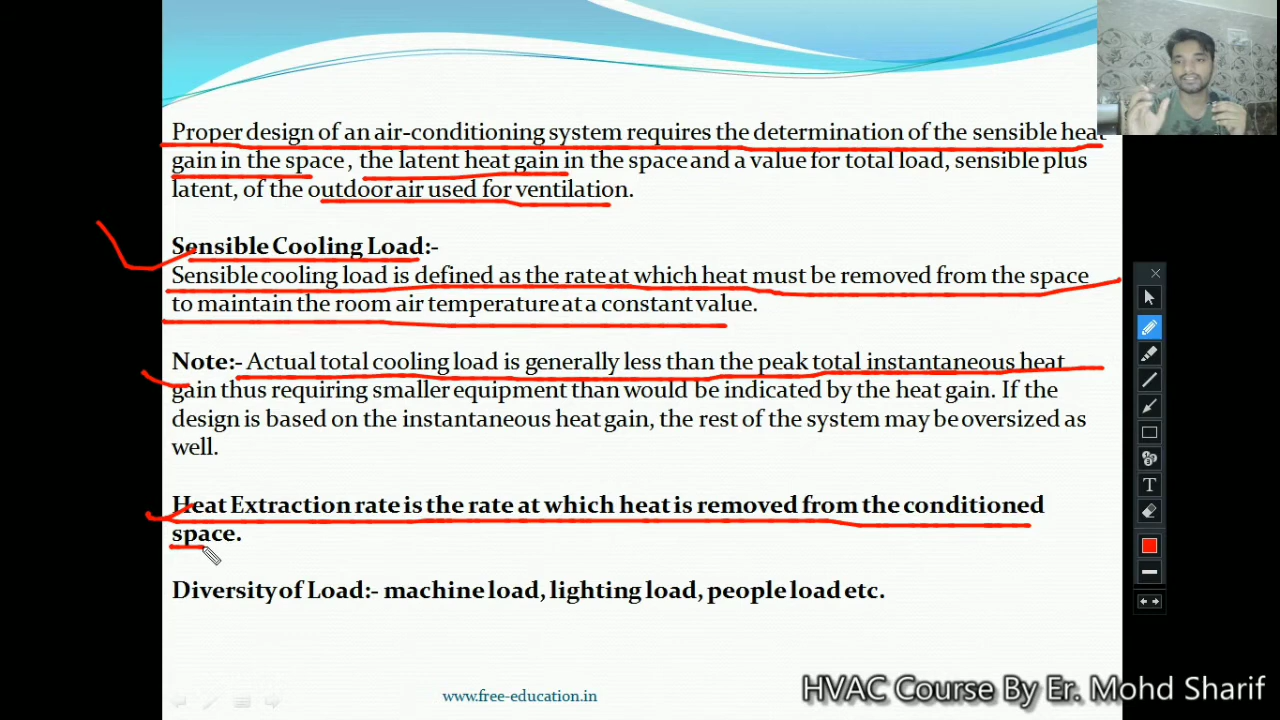 Proper design of an air-conditioning system requires the determination of the sensible heat
gain in the space , the latent heat gain in the space and a value for total load, sensible plus
latent, of the outdoor air used for ventilation.
Sensible Cooling Load:-
Sensible cooling load is defined as the rate at which heat must be removed from the space
to maintain the room air temperature at a constant value.
Note:- Actual total cooling load is generally less than the peak total instantaneous heat
gain thus requiring smaller equipment than would be indicated by the heat gain. If the
design is based on the instantaneous heat gain, the rest of the system may be oversized as
well.
Heat Extraction rate is the rate at which heat is removed from the conditioned
space.
Diversity of Load:- machine load, lighting load, people load etc.
www.free-education.in
HVAC Course By Er. Mohd Sharif
T